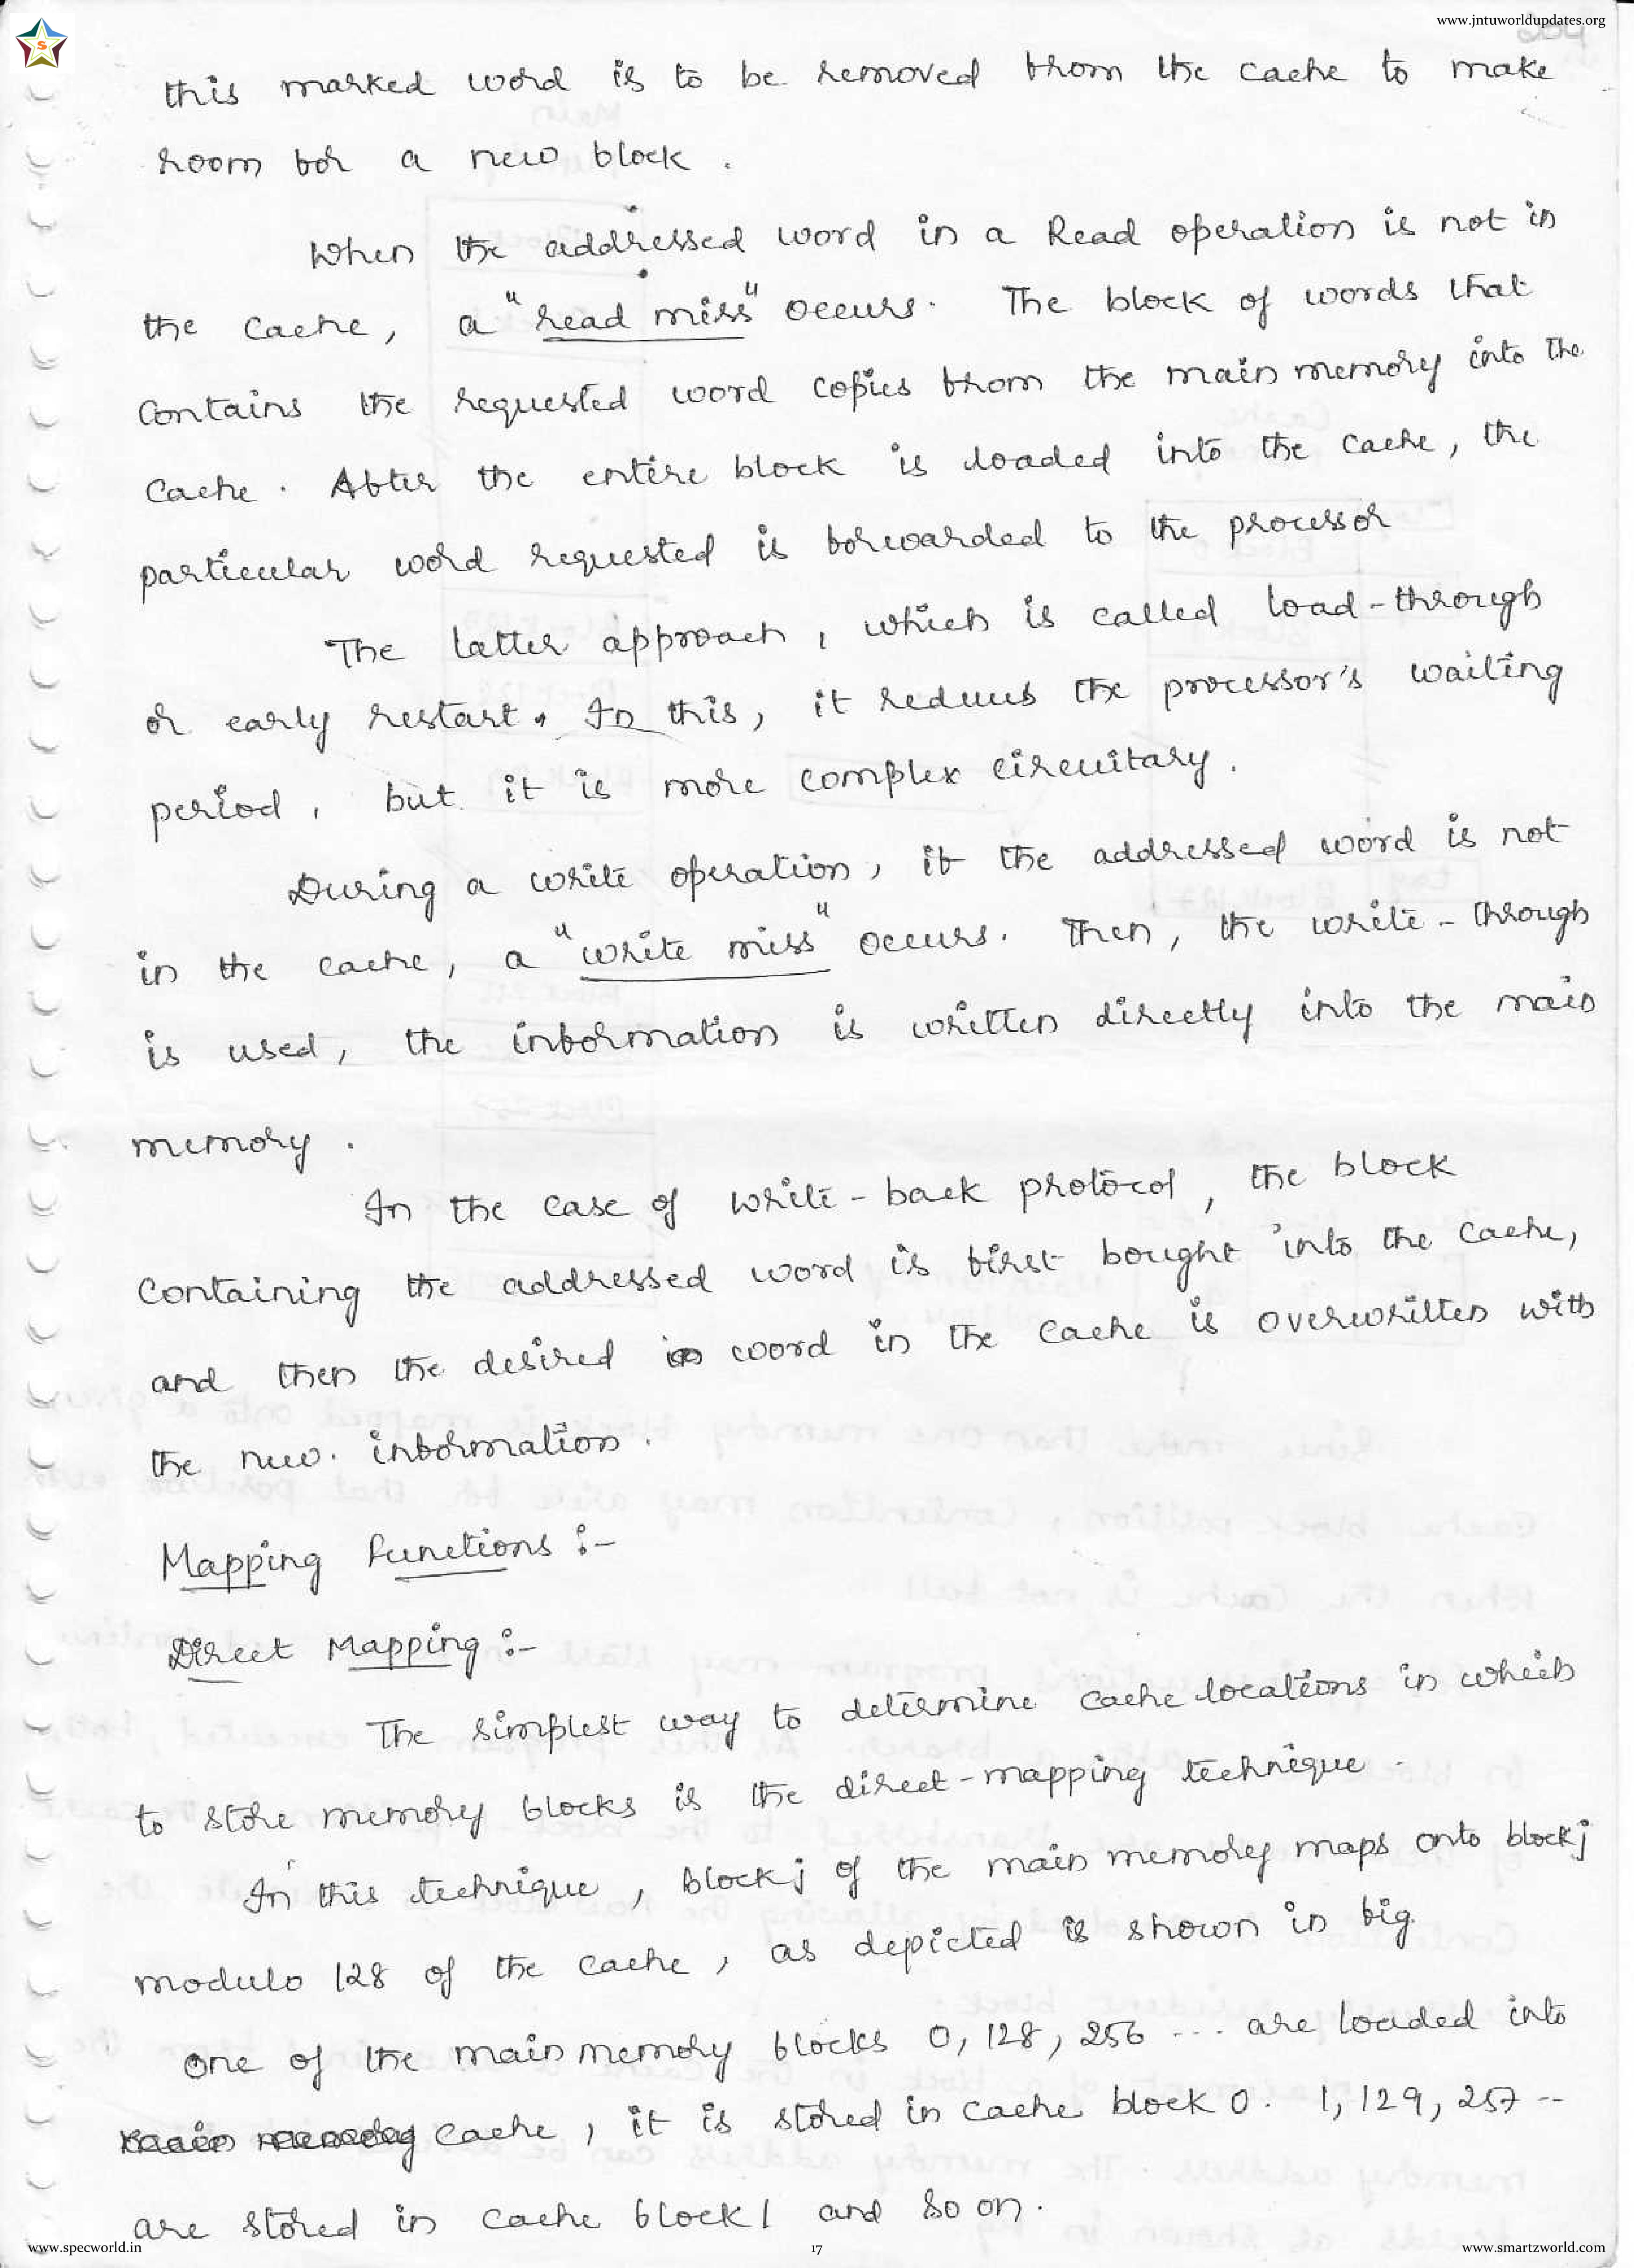 www.jntuworldupdates.org
S
this marked word is to be removed from the cache to make
room for a new block .
When the addressed word in a Read operation is not in
the cache, a "read miss" occurs. The block of words that
contains the requested word copies from the main memory into the
cache . After the entire block is loaded into the cache, the
particular word requested is forwarded to the processor
The latter approach, which is called load-through
or early restart. In this, it reduces the processor's waiting
period, but it is more complex circuitary.
During a write operation, if the addressed word is not
in the cache, a "write miss" occurs. Then, the write-through
is used, the information is written directly into the main
memory .
In the case of write-back protocol, the block
containing the addressed word is first bought into the cache,
and then the desired word in the cache is overwritten with
the new. information.
Mapping Functions :-
Direct Mapping :-
The simplest way to determine cache locations in which
to store memory blocks is the direct-mapping technique.
In this technique, block j of the main memory maps onto block j
modulo 128 of the cache, as depicted is shown in fig.
one of the main memory blocks 0, 128, 256 ... are loaded into
cache, it is stored in cache block 0. 1, 129, 257 --
are stored in cache block 1 and so on.
www.specworld.in
17
www.smartzworld.com